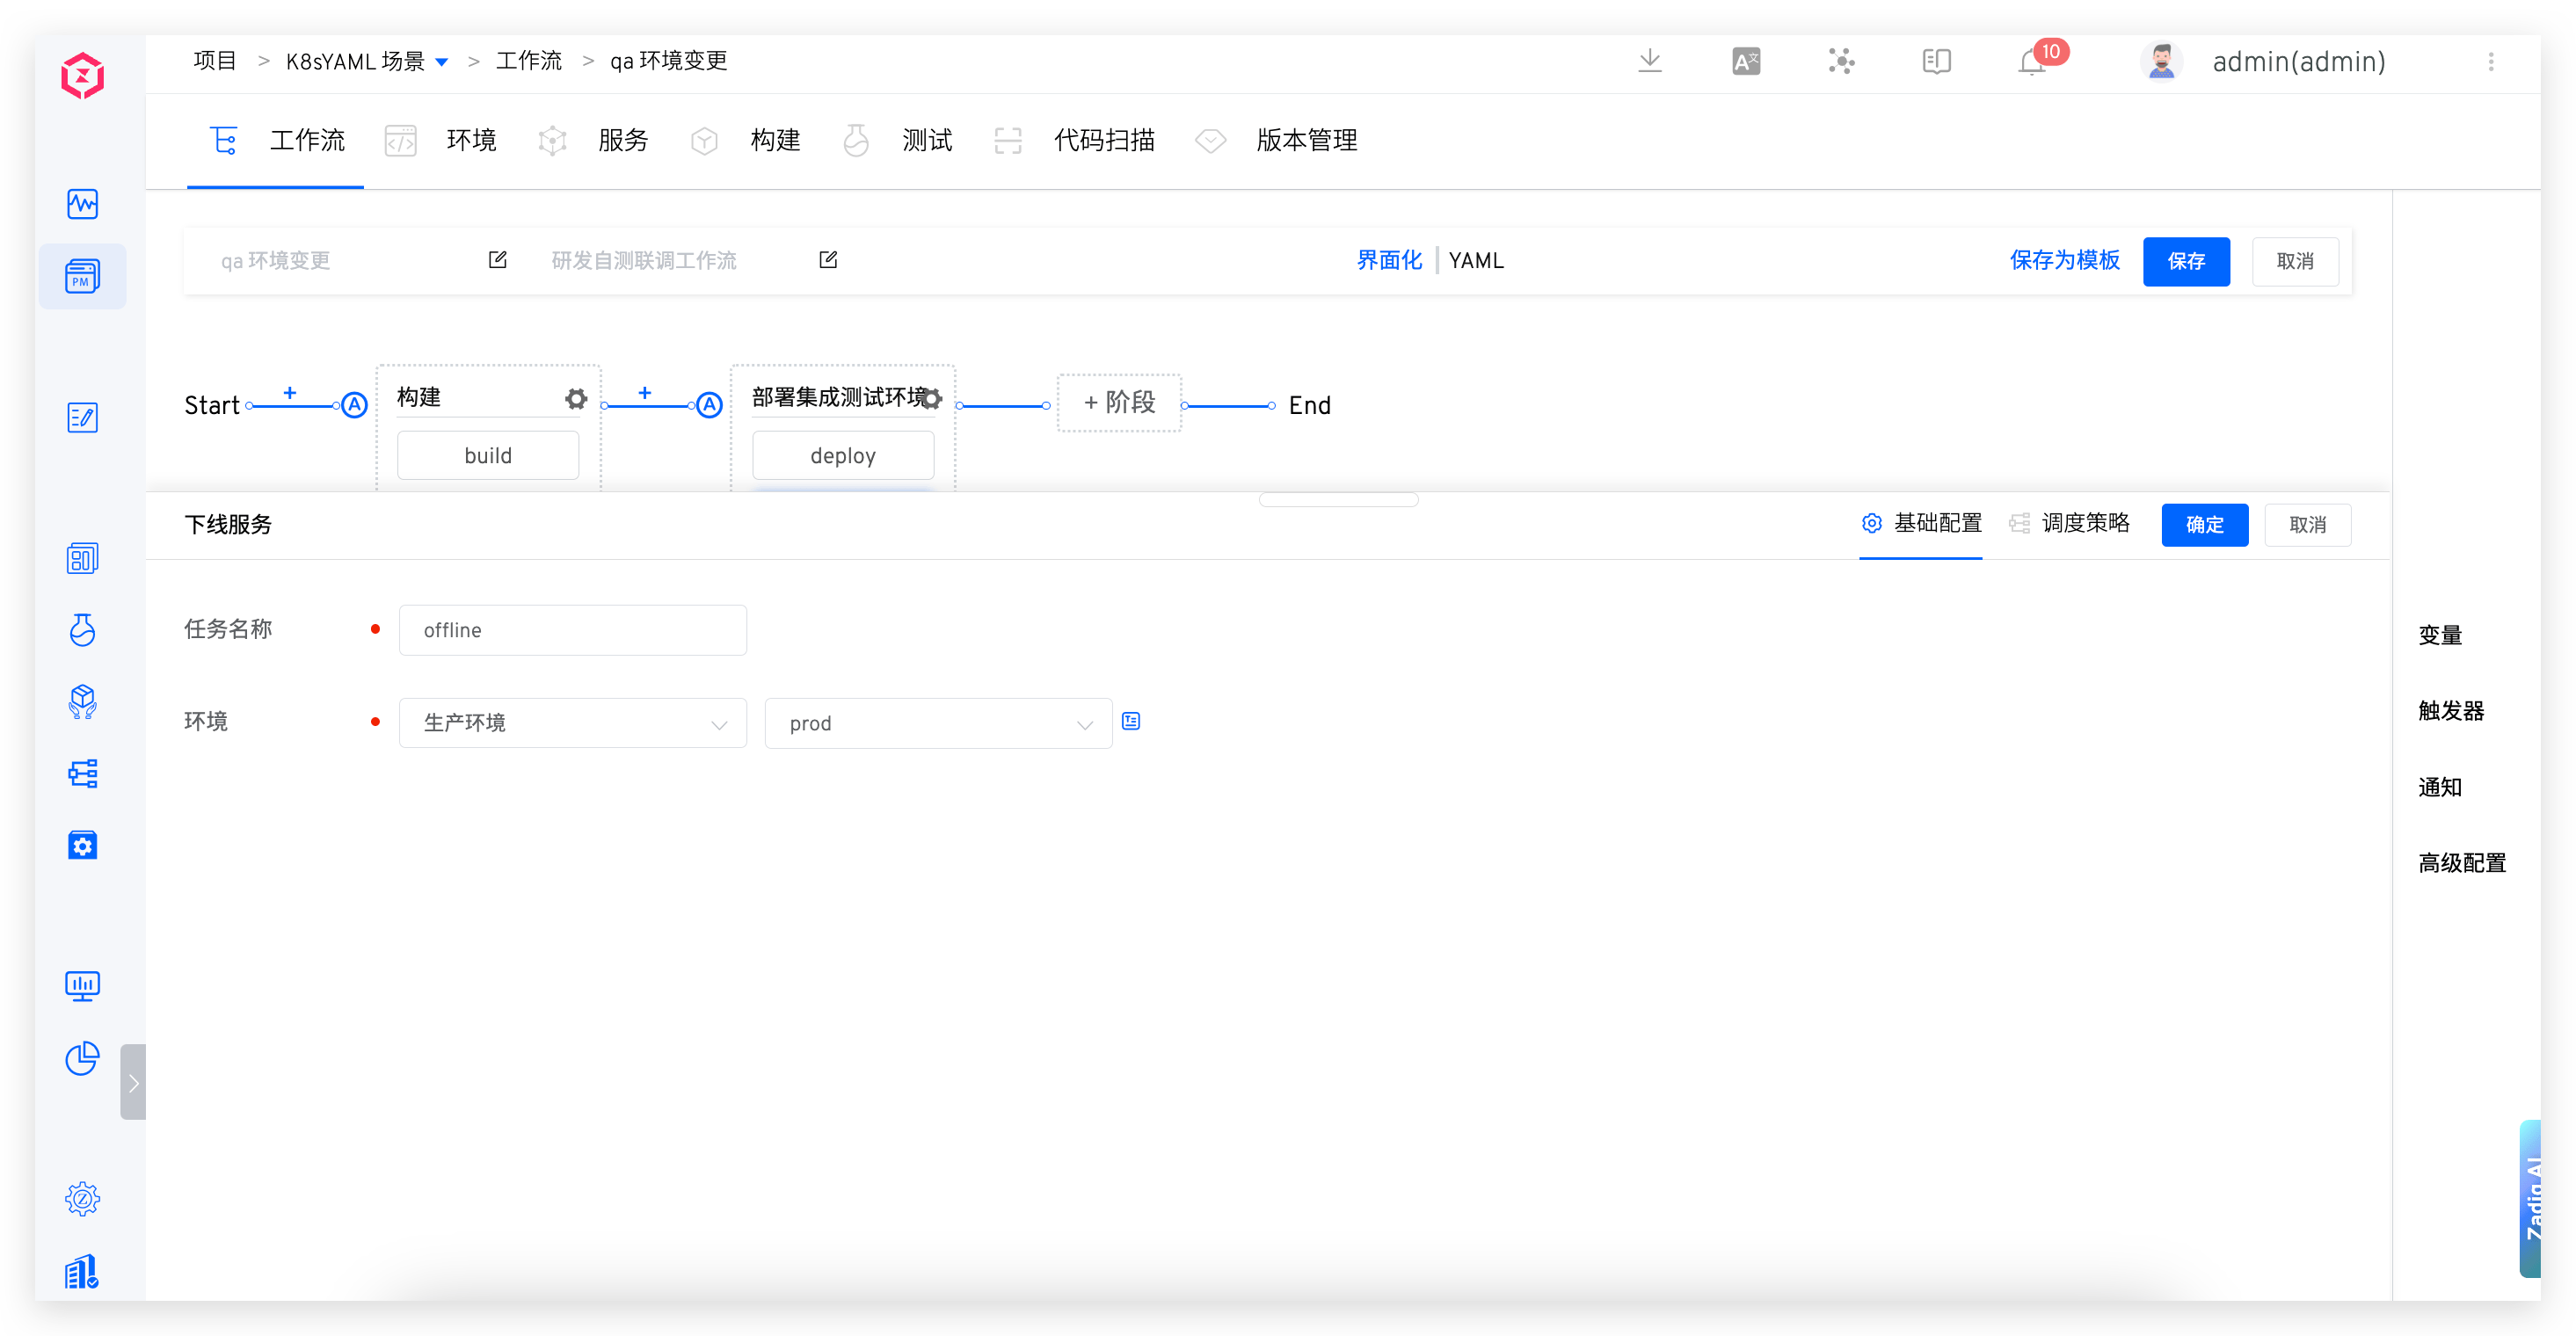 项目 > K8sYAML 场景 > 工作流 > qa 环境变更
10
admin(admin)
工作流 环境 服务 构建 测试 代码扫描 版本管理
PM
qa 环境变更 研发自测联调工作流 界面化 YAML 保存为模板 保存 取消
Start 构建 部署集成测试环境 + 阶段 End
build deploy
下线服务 基础配置 调度策略 确定 取消
任务名称 offline
环境 生产环境 prod
变量
触发器
通知
高级配置
Zadig AI